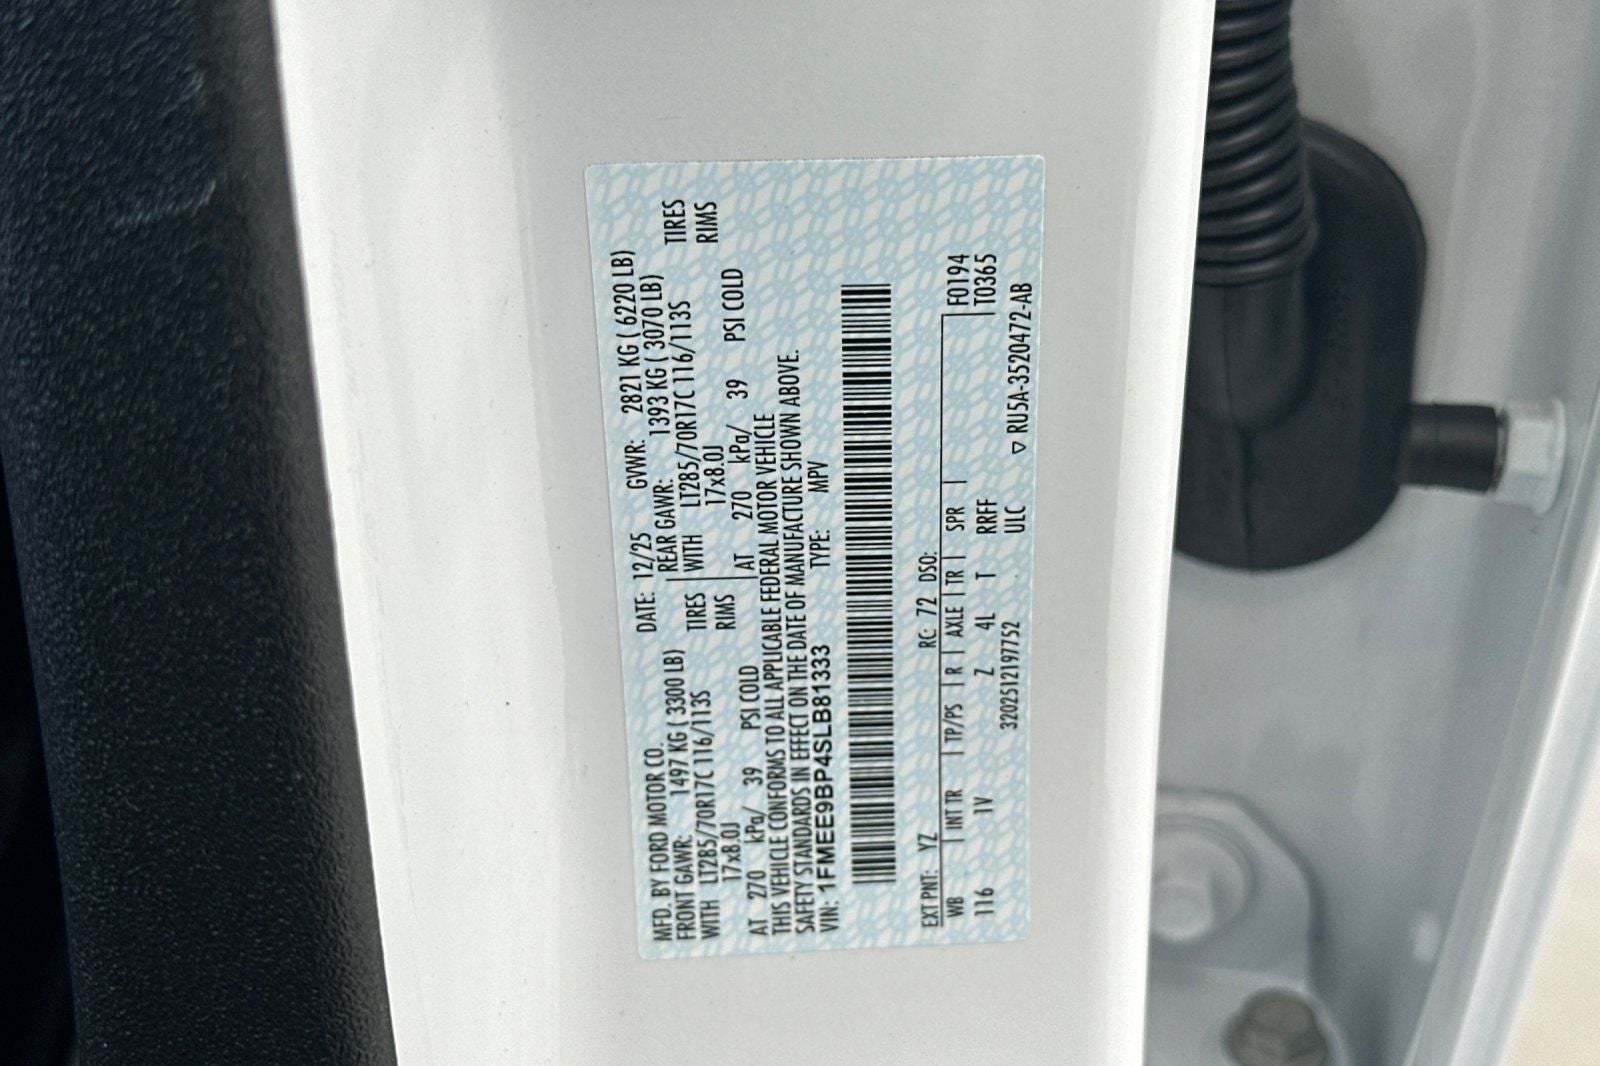 MFD. BY FORD MOTOR CO. DATE: 12/25 GVWR: 2821 KG ( 6220 LB)
FRONT GAWR: 1497 KG ( 3300 LB) REAR GAWR: 1393 KG ( 3070 LB)
WITH LT285/70R17C 116/113S TIRES WITH LT285/70R17C 116/113S TIRES
17x8.0J RIMS 17x8.0J RIMS
AT 270 kPa/ 39 PSI COLD AT 270 kPa/ 39 PSI COLD
THIS VEHICLE CONFORMS TO ALL APPLICABLE FEDERAL MOTOR VEHICLE
SAFETY STANDARDS IN EFFECT ON THE DATE OF MANUFACTURE SHOWN ABOVE.
VIN: 1FMEE9BP4SLB81333 TYPE: MPV
EXT PNT: YZ RC: 72 DSO:
WB INT TR TP/PS R AXLE TR SPR F0194
116 1V Z 4L T RRFF T0365
3202512197752 ULC ▽ RU5A-3520472-AB